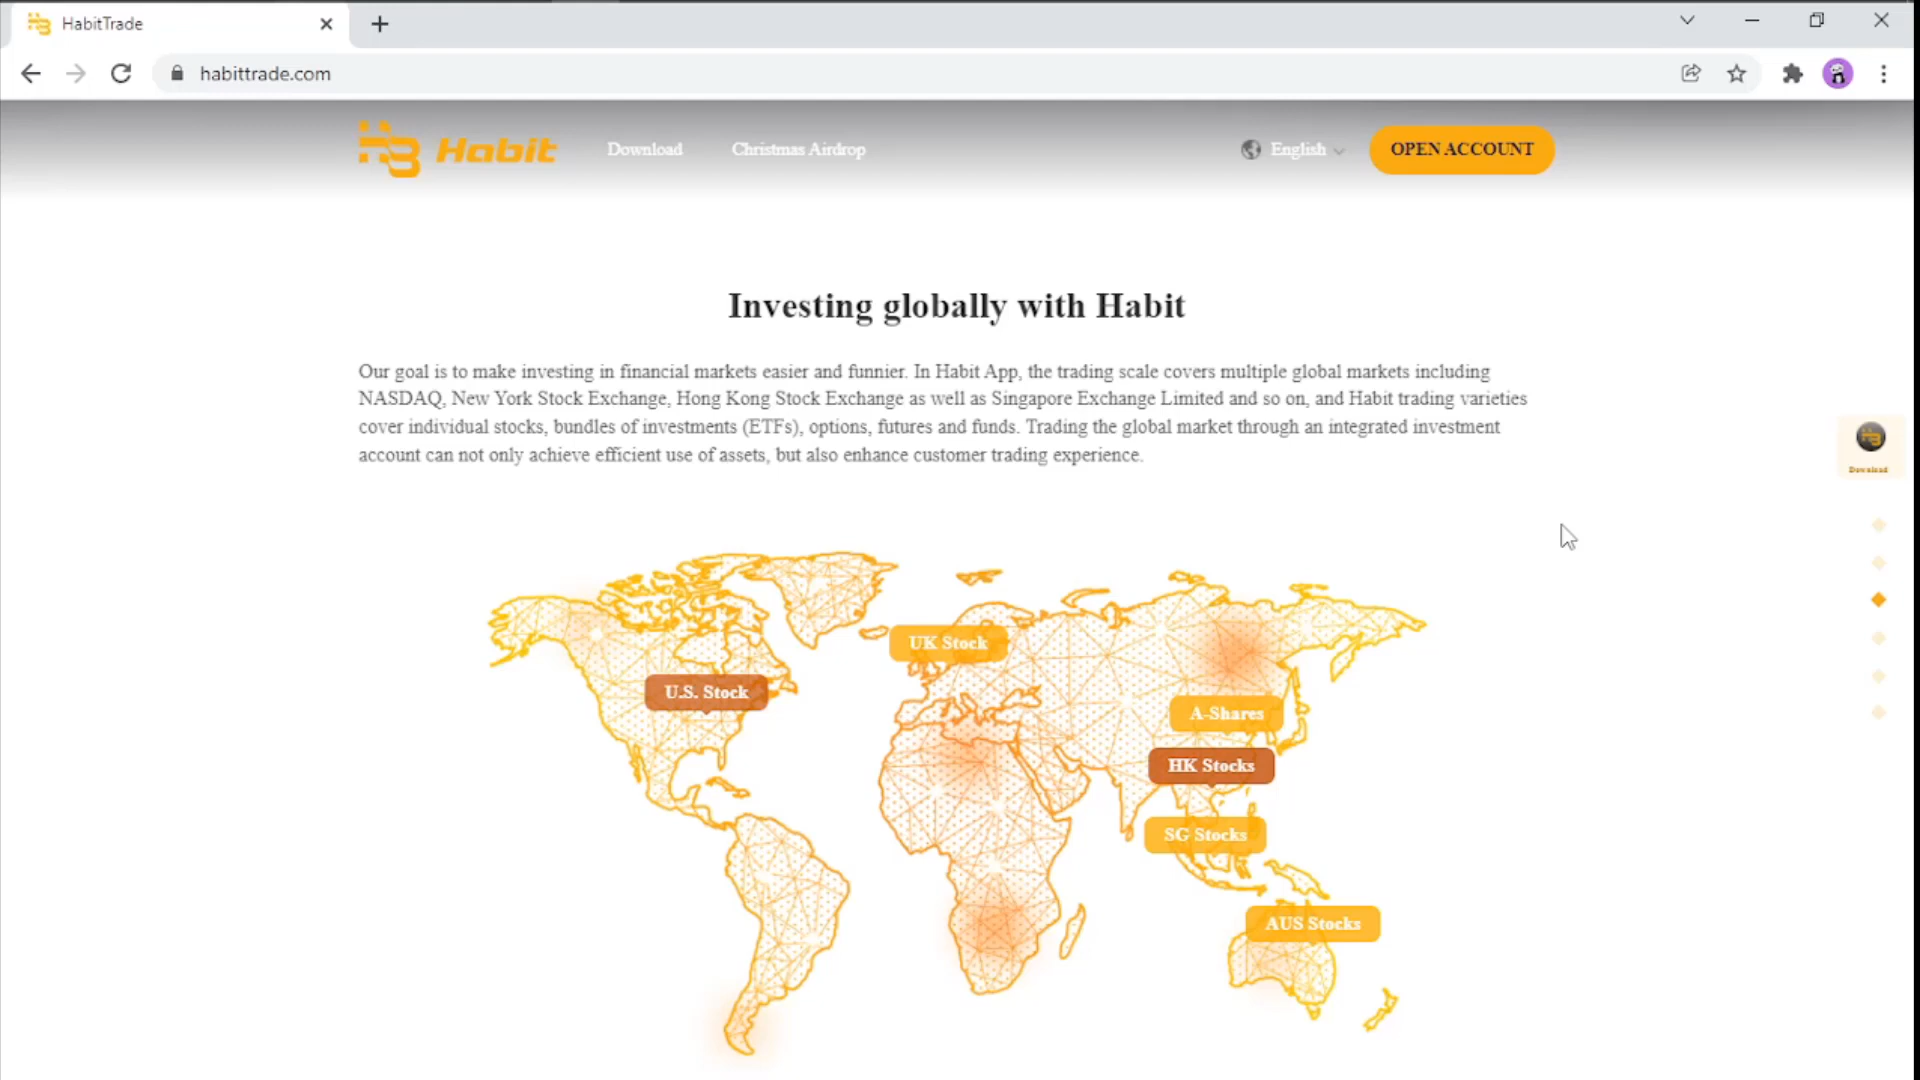 HabitTrade
habittrade.com
Habit
Download
Christmas Airdrop
English
OPEN ACCOUNT
Investing globally with Habit
Our goal is to make investing in financial markets easier and funnier. In Habit App, the trading scale covers multiple global markets including
NASDAQ, New York Stock Exchange, Hong Kong Stock Exchange as well as Singapore Exchange Limited and so on, and Habit trading varieties
cover individual stocks, bundles of investments (ETFs), options, futures and funds. Trading the global market through an integrated investment
account can not only achieve efficient use of assets, but also enhance customer trading experience.
Download
UK Stock
U.S. Stock
A-Shares
HK Stocks
SG Stocks
AUS Stocks